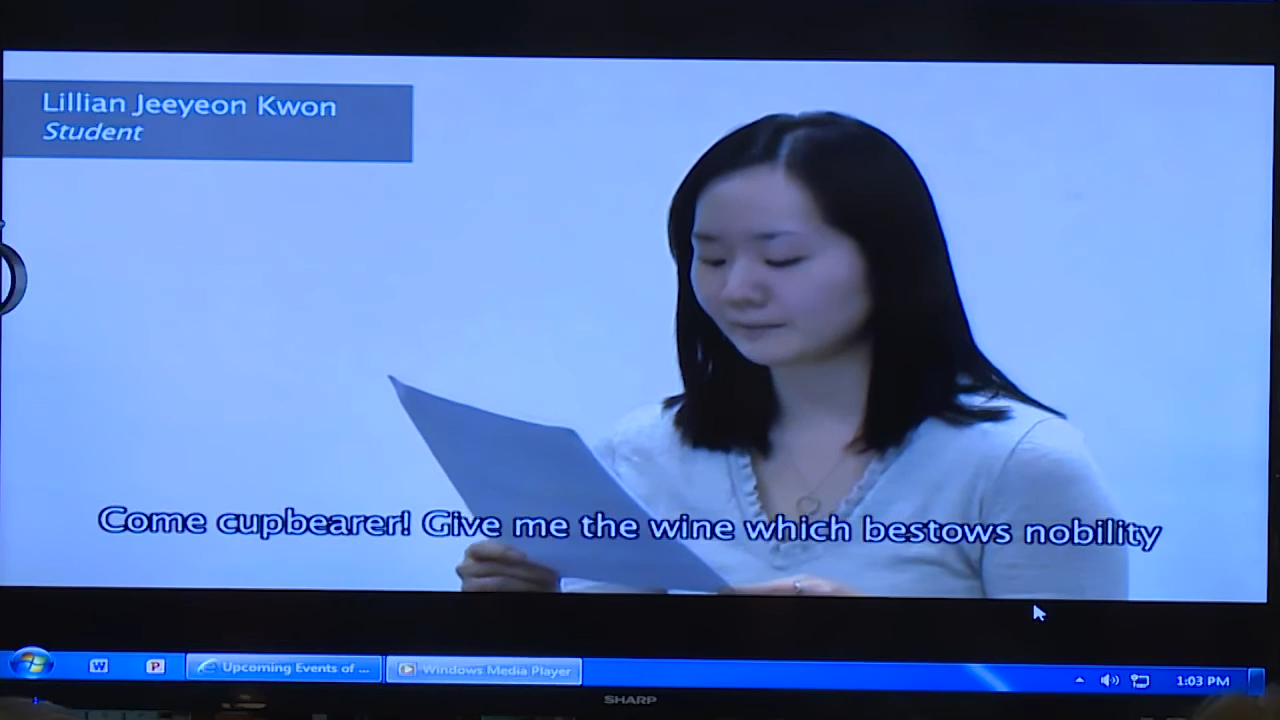 Lillian Jeeyeon Kwon
Student
Come cupbearer! Give me the wine which bestows nobility
W
P
Upcoming Events of ...
Windows Media Player
1:03 PM
SHARP